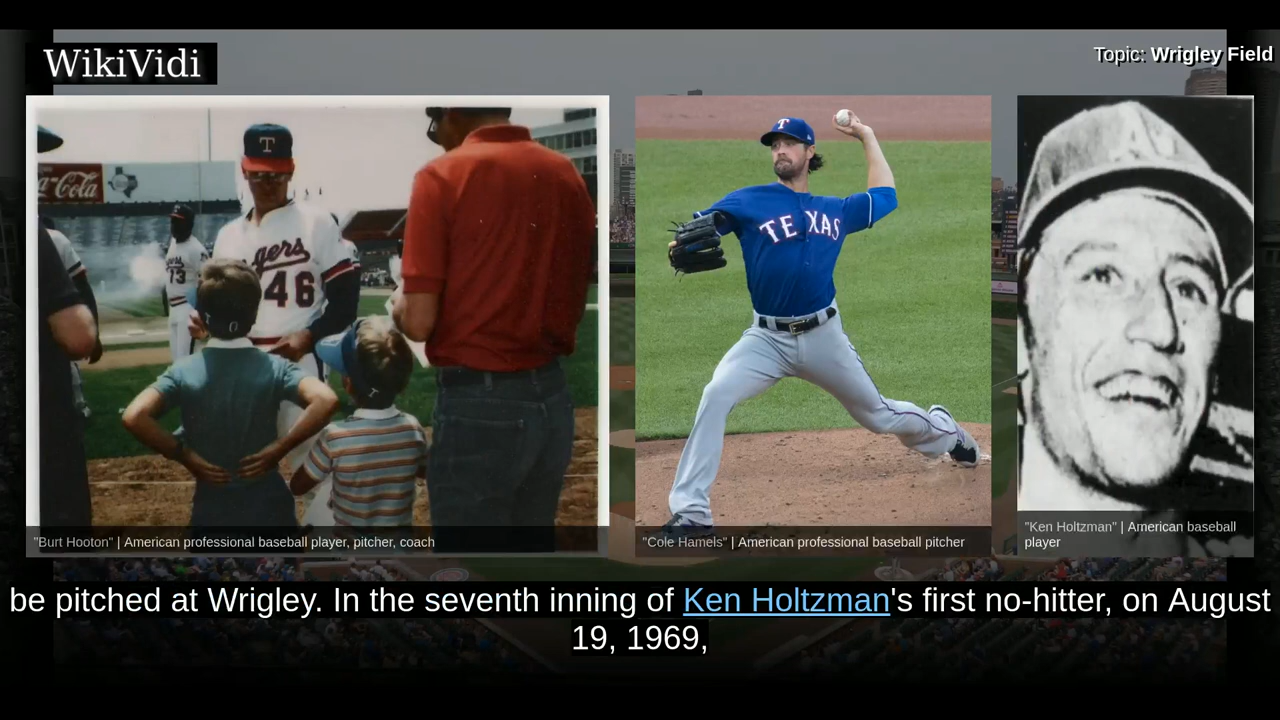 WikiVidi
Topic: Wrigley Field
T
Coca-Cola
13
gers
46
T
TEXAS
"Burt Hooton" | American professional baseball player, pitcher, coach
"Cole Hamels" | American professional baseball pitcher
"Ken Holtzman" | American baseball
player
be pitched at Wrigley. In the seventh inning of Ken Holtzman's first no-hitter, on August
19, 1969,